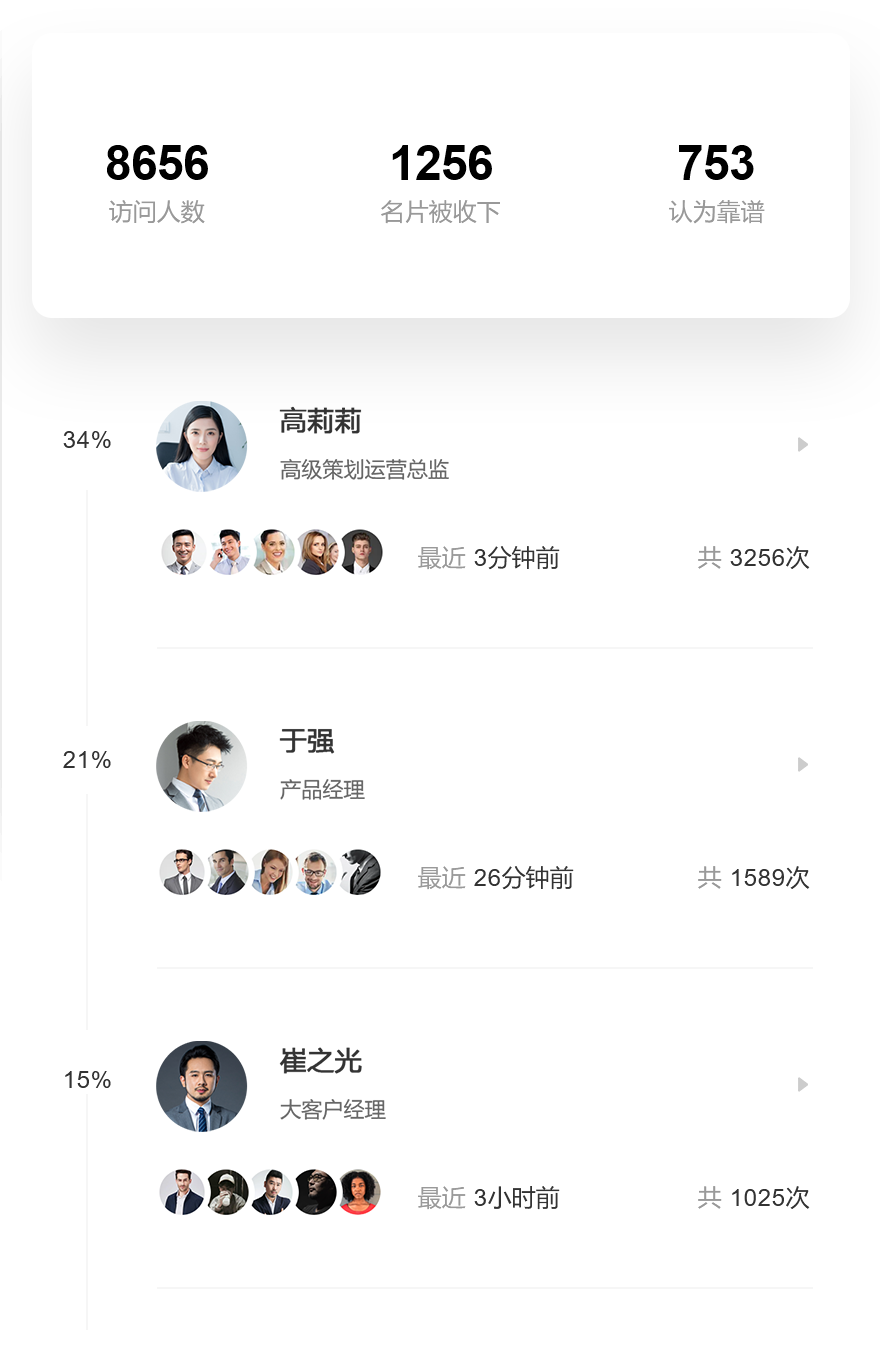 8656 1256 753
访问人数 名片被收下 认为靠谱
高莉莉
34%
高级策划运营总监
最近 3分钟前 共 3256次
于强
21%
产品经理
最近 26分钟前 共 1589次
崔之光
15%
大客户经理
最近 3小时前 共 1025次